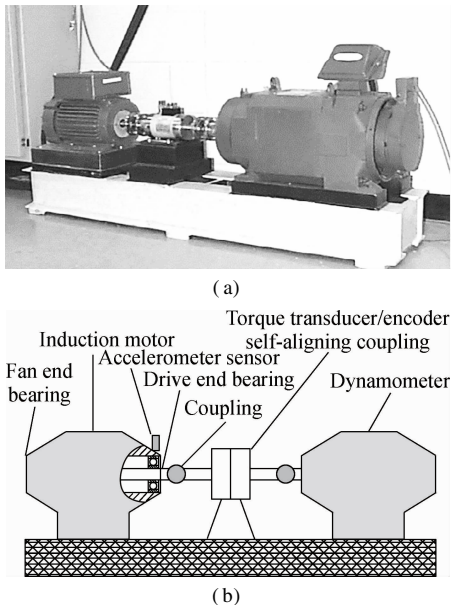 (a)
Torque transducer/encoder
self-aligning coupling
Induction motor
Accelerometer sensor
Fan end
bearing
Drive end bearing
Coupling
Dynamometer
(b)